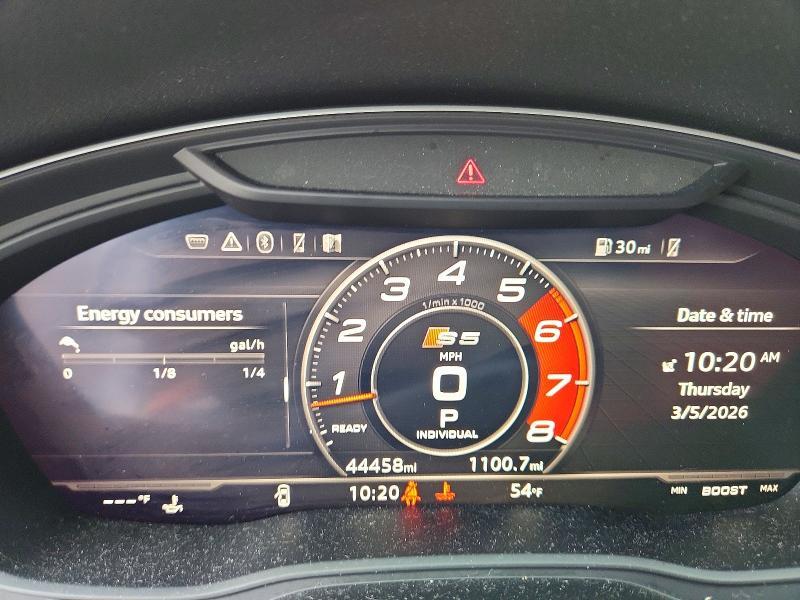 30 mi
Energy consumers
gal/h
0 1/8 1/4
1 2 3 4 5 6 7 8
1/min x 1000
S5
MPH
0
P
INDIVIDUAL
READY
44458mi 1100.7mi
Date & time
10:20 AM
Thursday
3/5/2026
---°F
10:20
54°F
MIN BOOST MAX